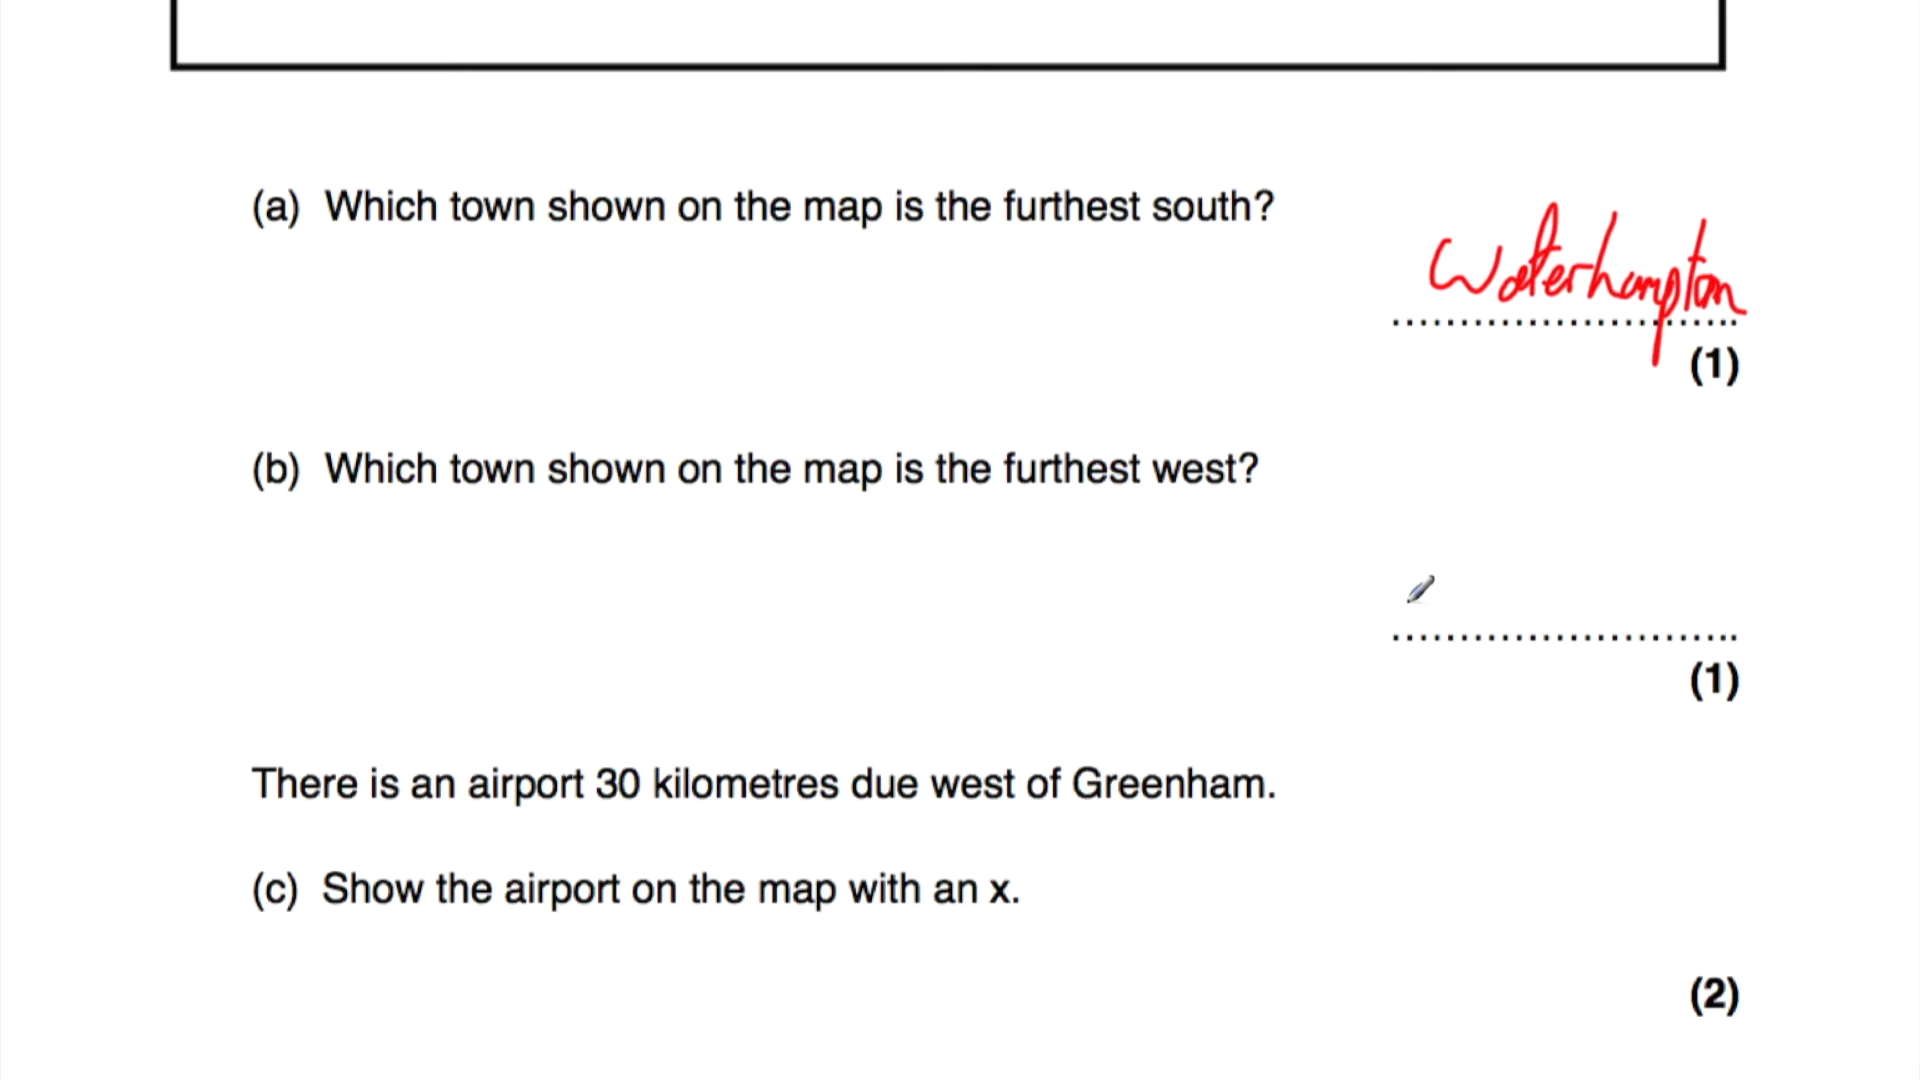 (a) Which town shown on the map is the furthest south?
Waterhampton
(1)
(b) Which town shown on the map is the furthest west?
(1)
There is an airport 30 kilometres due west of Greenham.
(c) Show the airport on the map with an x.
(2)